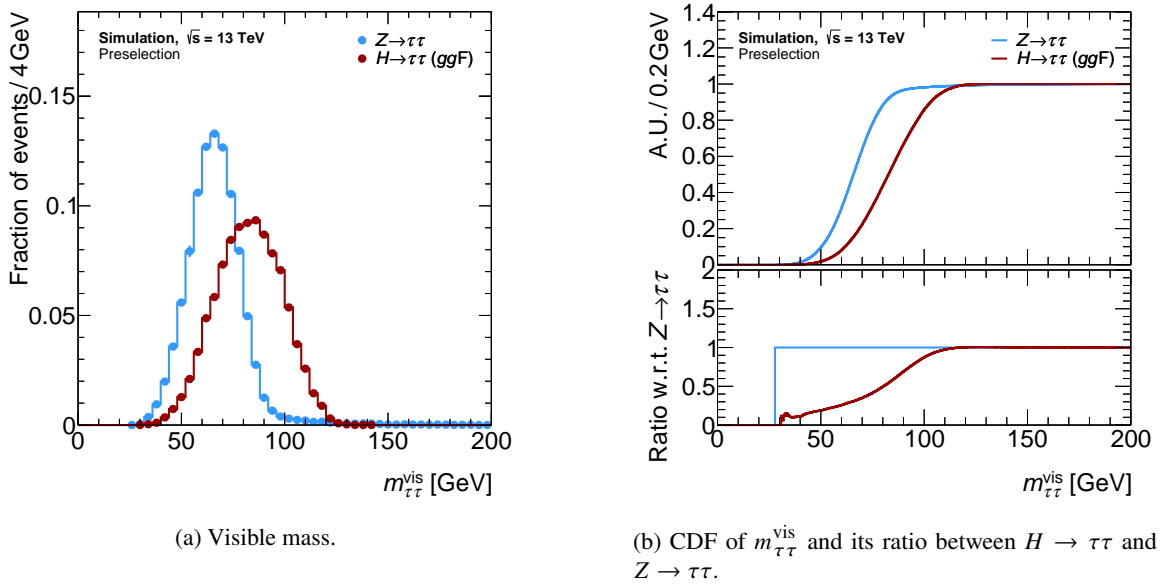 Fraction of events / 4 GeV
0.15
0.1
0.05
0
0 50 100 150 200
Simulation, √s = 13 TeV
Preselection
Z→ττ
H→ττ (ggF)
m_ττ^vis [GeV]
(a) Visible mass.
A.U. / 0.2 GeV
1.4
1.2
1
0.8
0.6
0.4
0.2
0
Simulation, √s = 13 TeV
Preselection
Z→ττ
H→ττ (ggF)
Ratio w.r.t. Z→ττ
2
1.5
1
0.5
0
0 50 100 150 200
m_ττ^vis [GeV]
(b) CDF of m_ττ^vis and its ratio between H → ττ and
Z → ττ.